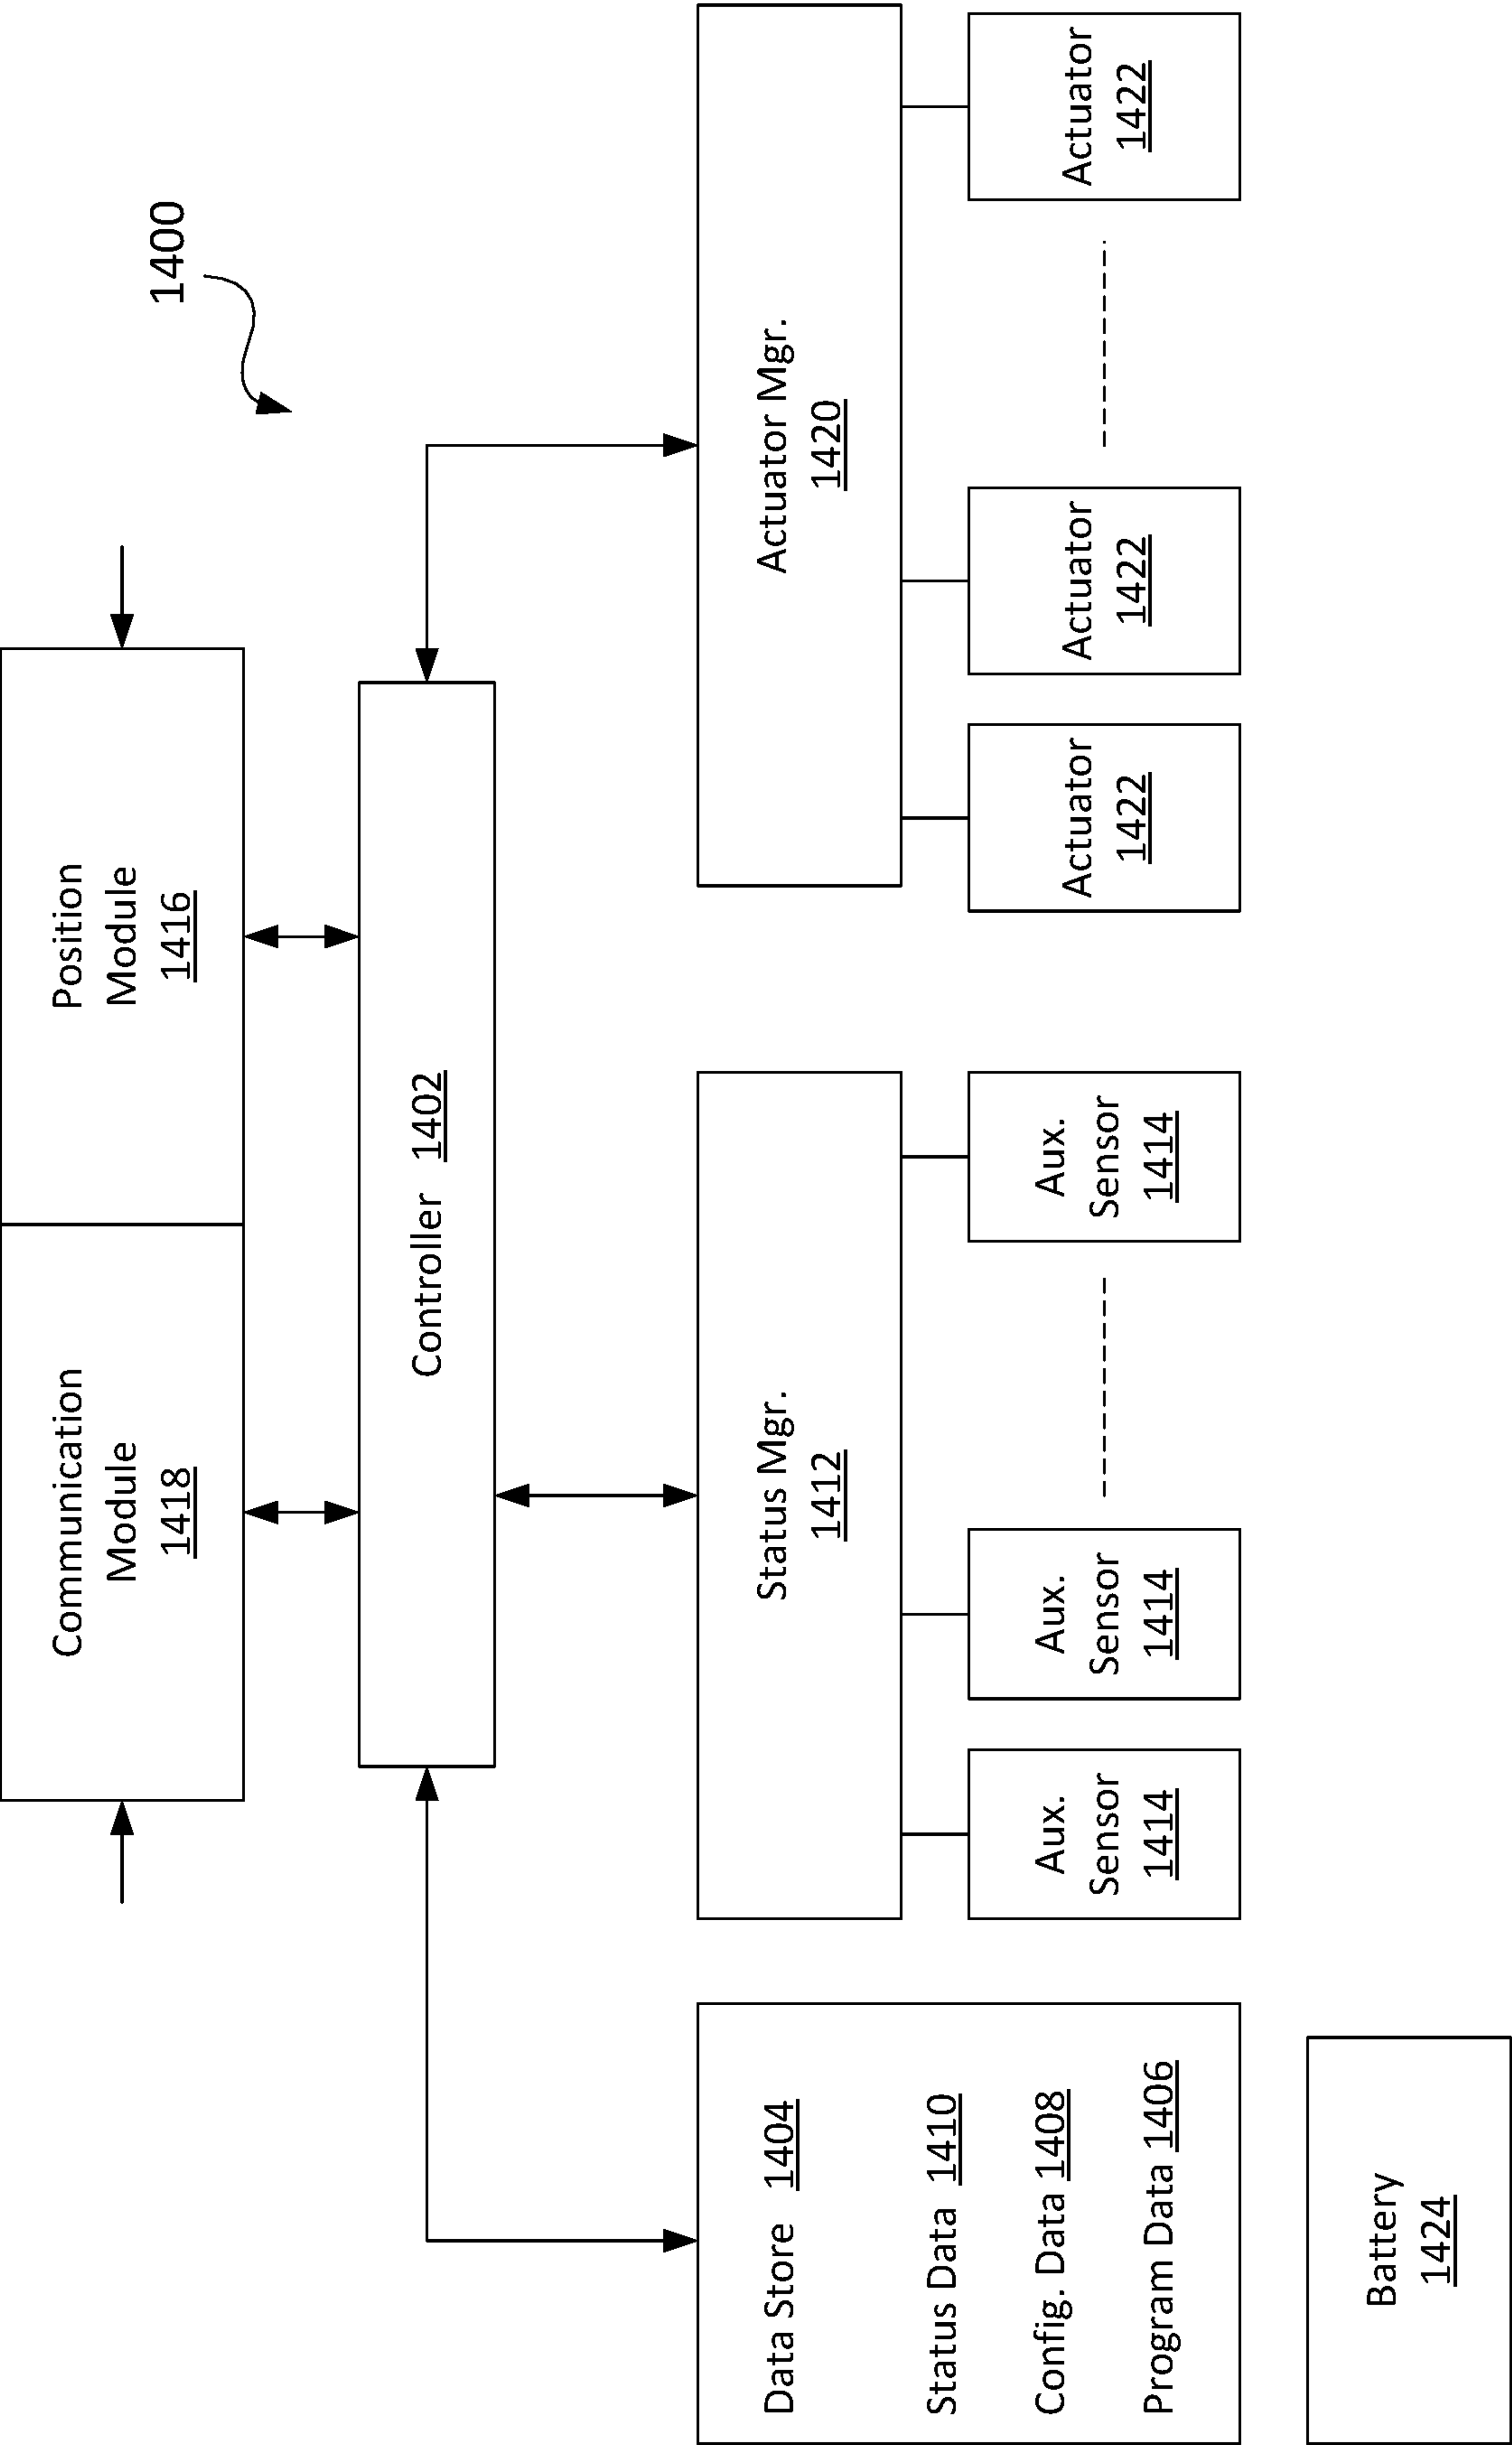 1400
Communication
Module
1418
Position
Module
1416
Controller 1402
Data Store 1404
Status Data 1410
Config. Data 1408
Program Data 1406
Status Mgr.
1412
Actuator Mgr.
1420
Aux.
Sensor
1414
Aux.
Sensor
1414
Aux.
Sensor
1414
Actuator
1422
Actuator
1422
Actuator
1422
Battery
1424